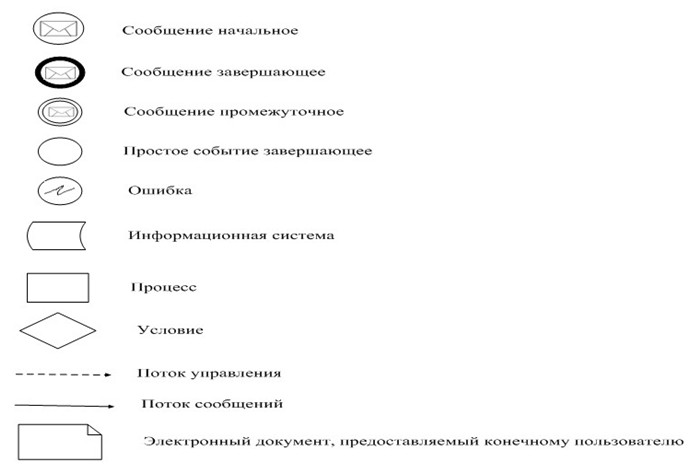 Сообщение начальное
Сообщение завершающее
Сообщение промежуточное
Простое событие завершающее
Ошибка
Информационная система
Процесс
Условие
Поток управления
Поток сообщений
Электронный документ, предоставляемый конечному пользователю